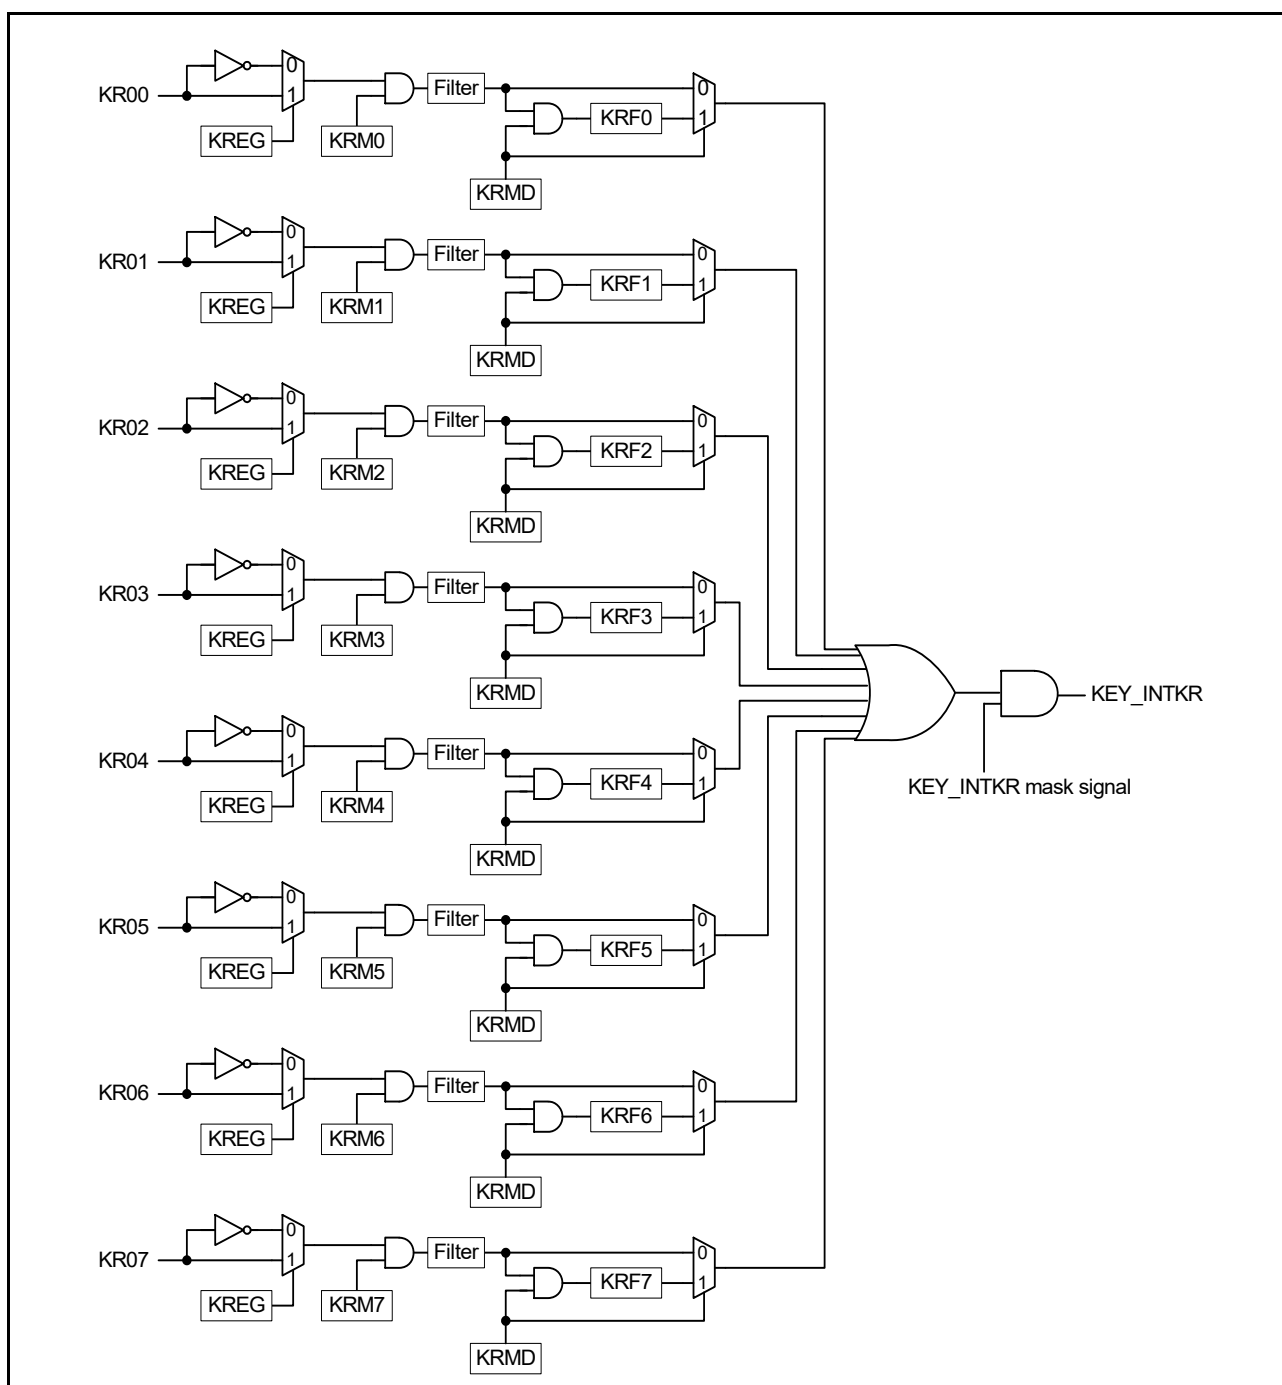 0
KR00
Filter
0
1
KRF0
1
KREG
KRM0
KRMD
0
KR01
Filter
0
1
KRF1
1
KREG
KRM1
KRMD
0
KR02
Filter
0
1
KRF2
1
KREG
KRM2
KRMD
0
KR03
Filter
0
1
KRF3
1
KREG
KRM3
KRMD
KEY_INTKR
0
KR04
Filter
0
1
KRF4
1
KEY_INTKR mask signal
KREG
KRM4
KRMD
0
KR05
Filter
0
1
KRF5
1
KREG
KRM5
KRMD
0
KR06
Filter
0
1
KRF6
1
KREG
KRM6
KRMD
0
KR07
Filter
0
1
KRF7
1
KREG
KRM7
KRMD